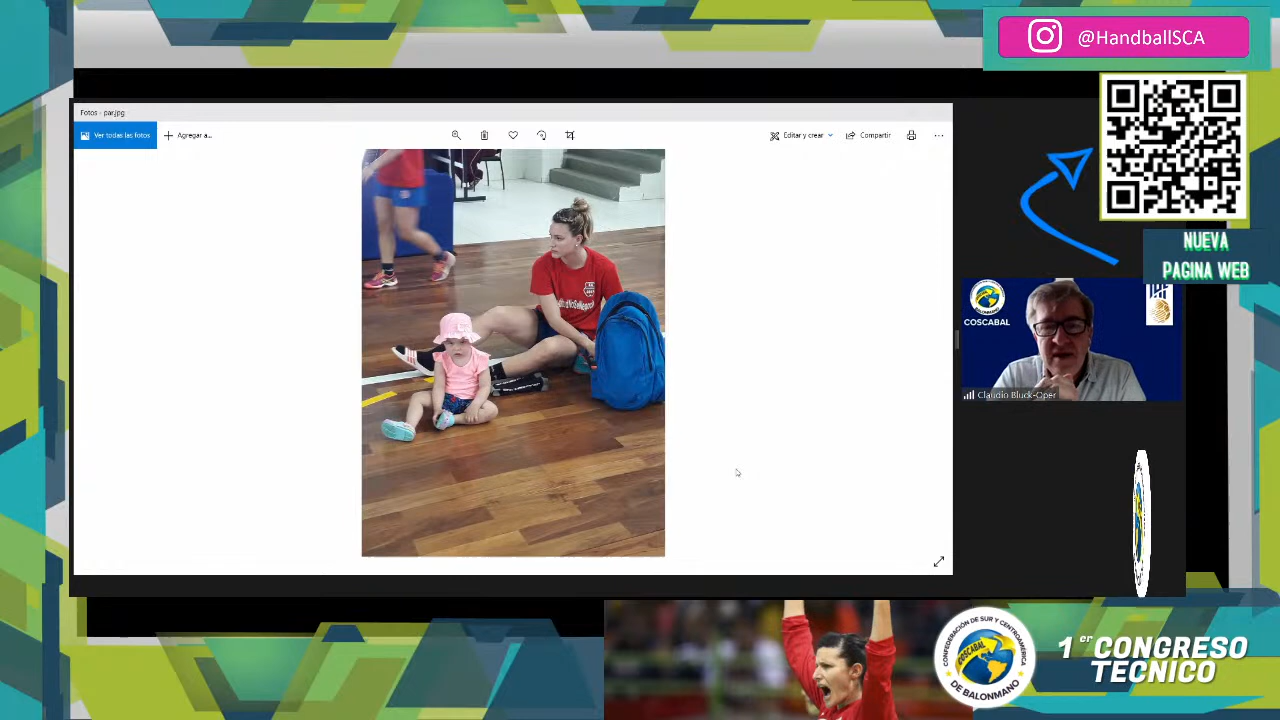 @HandballSCA
Fotos - par.jpg
Ver todas las fotos
Agregar a...
Editar y crear
Compartir
NUEVA
PAGINA WEB
COSCABAL
Claudio Bluck-Oper
CONFEDERACIÓN DE SUR Y CENTROAMÉRICA
COSCABAL
DE BALONMANO
1er CONGRESO
TECNICO